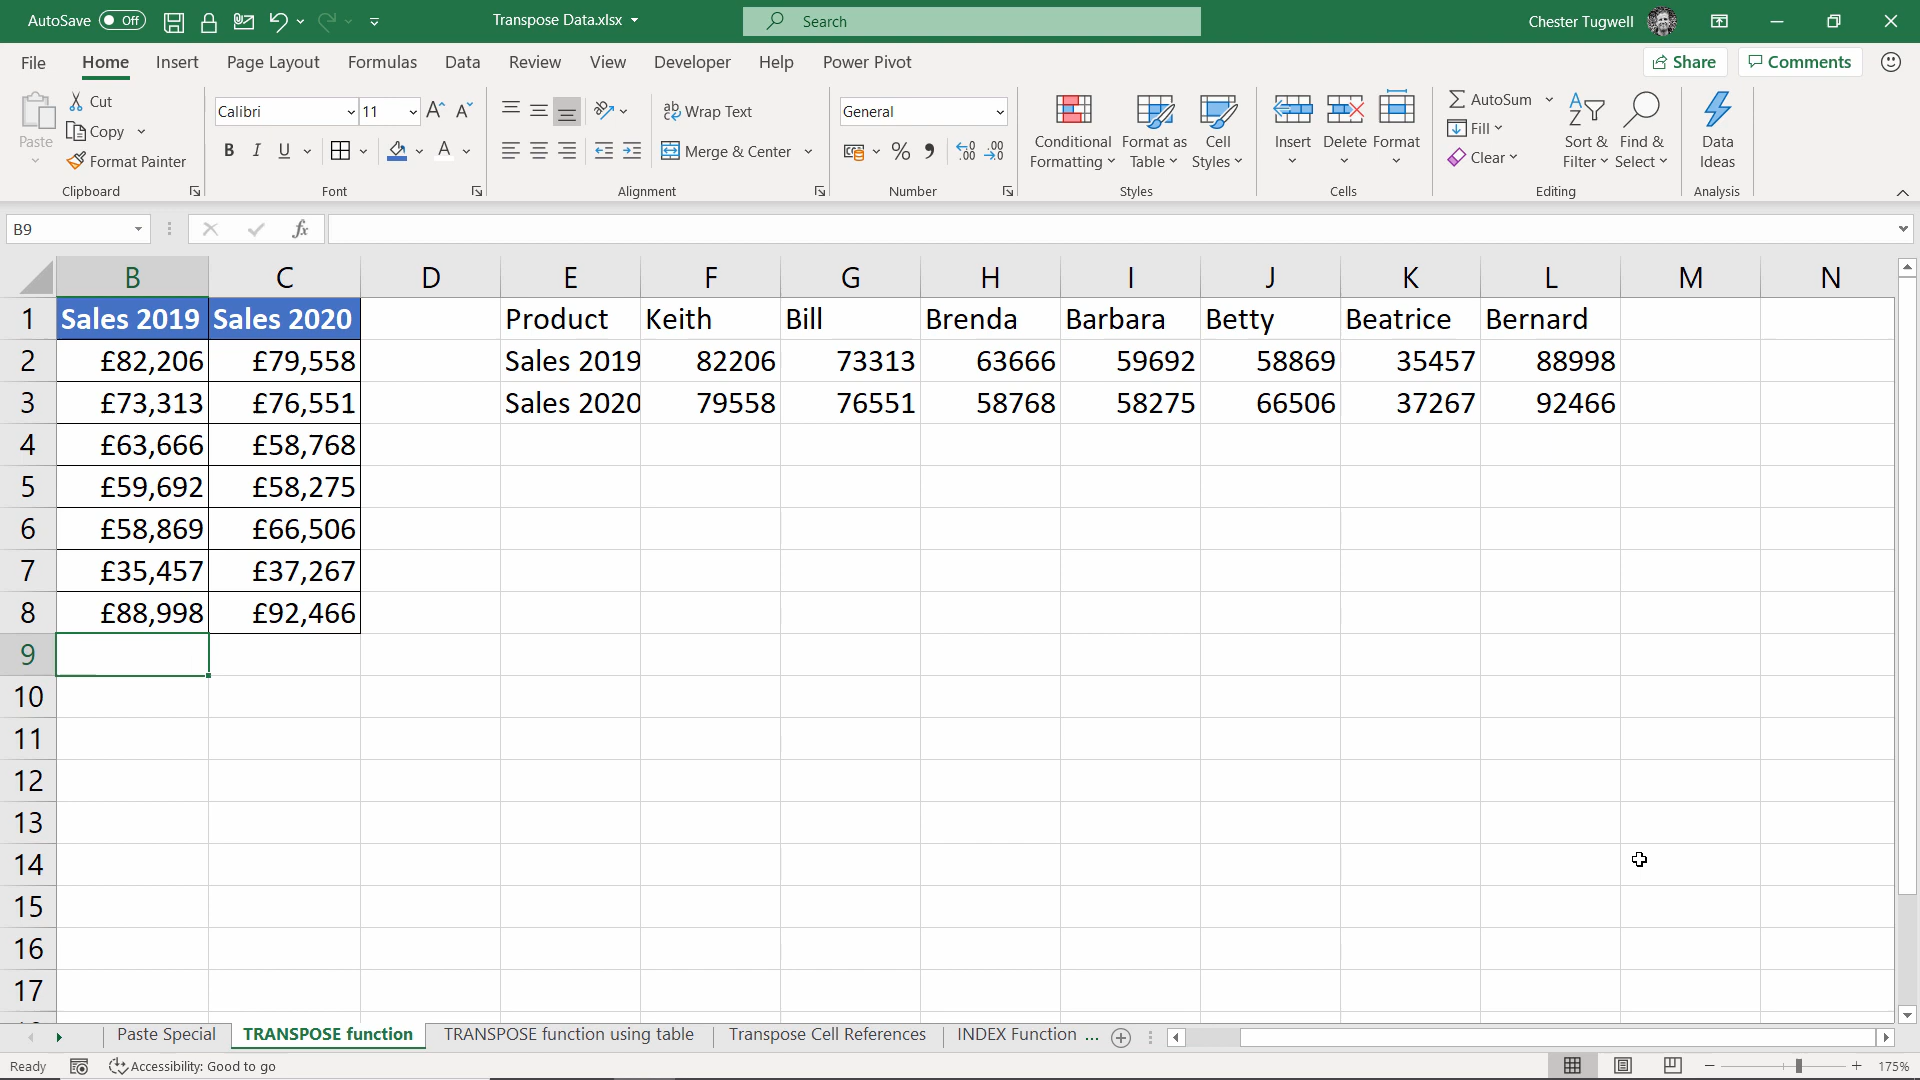 AutoSave Off Transpose Data.xlsx Search Chester Tugwell
File Home Insert Page Layout Formulas Data Review View Developer Help Power Pivot Share Comments
Paste Cut Copy Format Painter Clipboard
Calibri 11 B I U A Font
Wrap Text Merge & Center Alignment
General % Number
Conditional Formatting Format as Table Cell Styles Styles
Insert Delete Format Cells
AutoSum Fill Clear Sort & Filter Find & Select Editing
Data Ideas Analysis
B9 fx
B C D E F G H I J K L M N
1 Sales 2019 Sales 2020 Product Keith Bill Brenda Barbara Betty Beatrice Bernard
2 £82,206 £79,558 Sales 2019 82206 73313 63666 59692 58869 35457 88998
3 £73,313 £76,551 Sales 2020 79558 76551 58768 58275 66506 37267 92466
4 £63,666 £58,768
5 £59,692 £58,275
6 £58,869 £66,506
7 £35,457 £37,267
8 £88,998 £92,466
9
10
11
12
13
14
15
16
17
Paste Special TRANSPOSE function TRANSPOSE function using table Transpose Cell References INDEX Function ...
Ready Accessibility: Good to go 175%